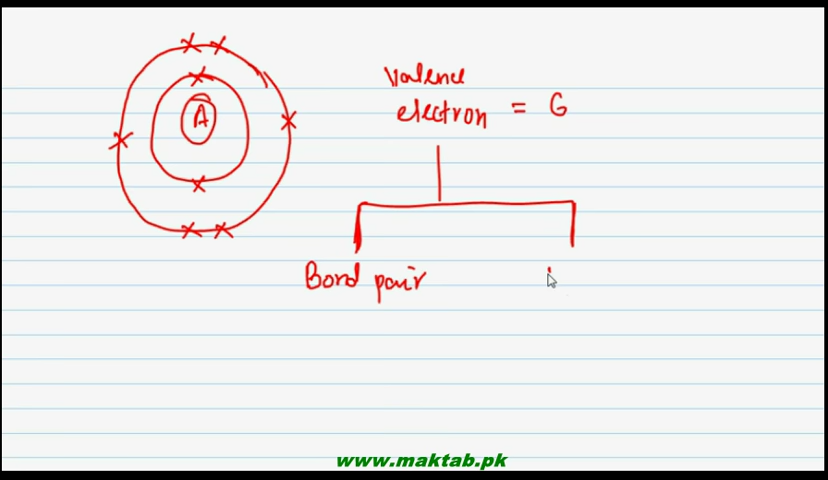 A
Valence
electron = 6
Bond pair
www.maktab.pk